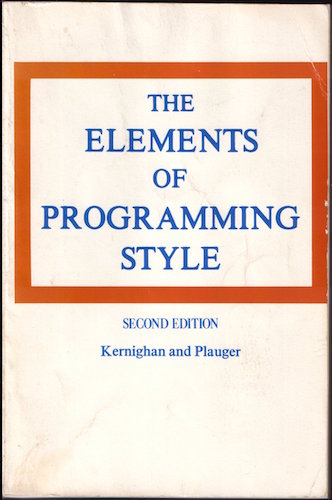 THE
ELEMENTS
OF
PROGRAMMING
STYLE
SECOND EDITION
Kernighan and Plauger